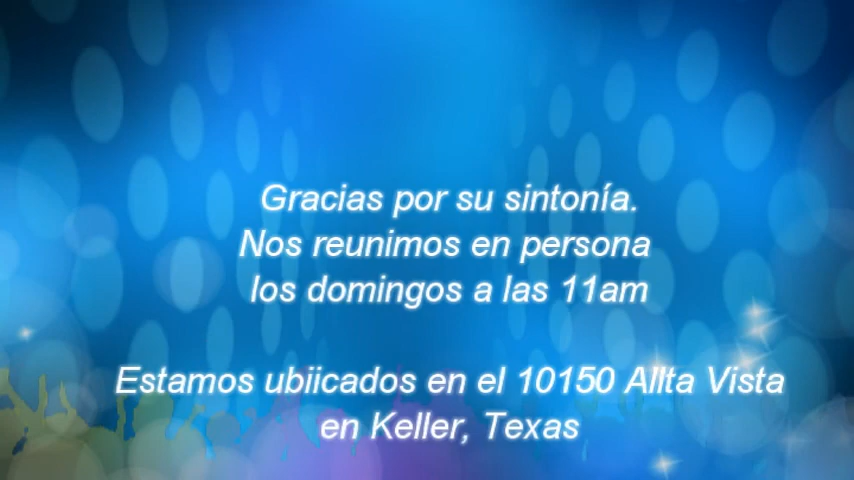 Gracias por su sintonía.
Nos reunimos en persona
los domingos a las 11am
Estamos ubiicados en el 10150 Allta Vista
en Keller, Texas